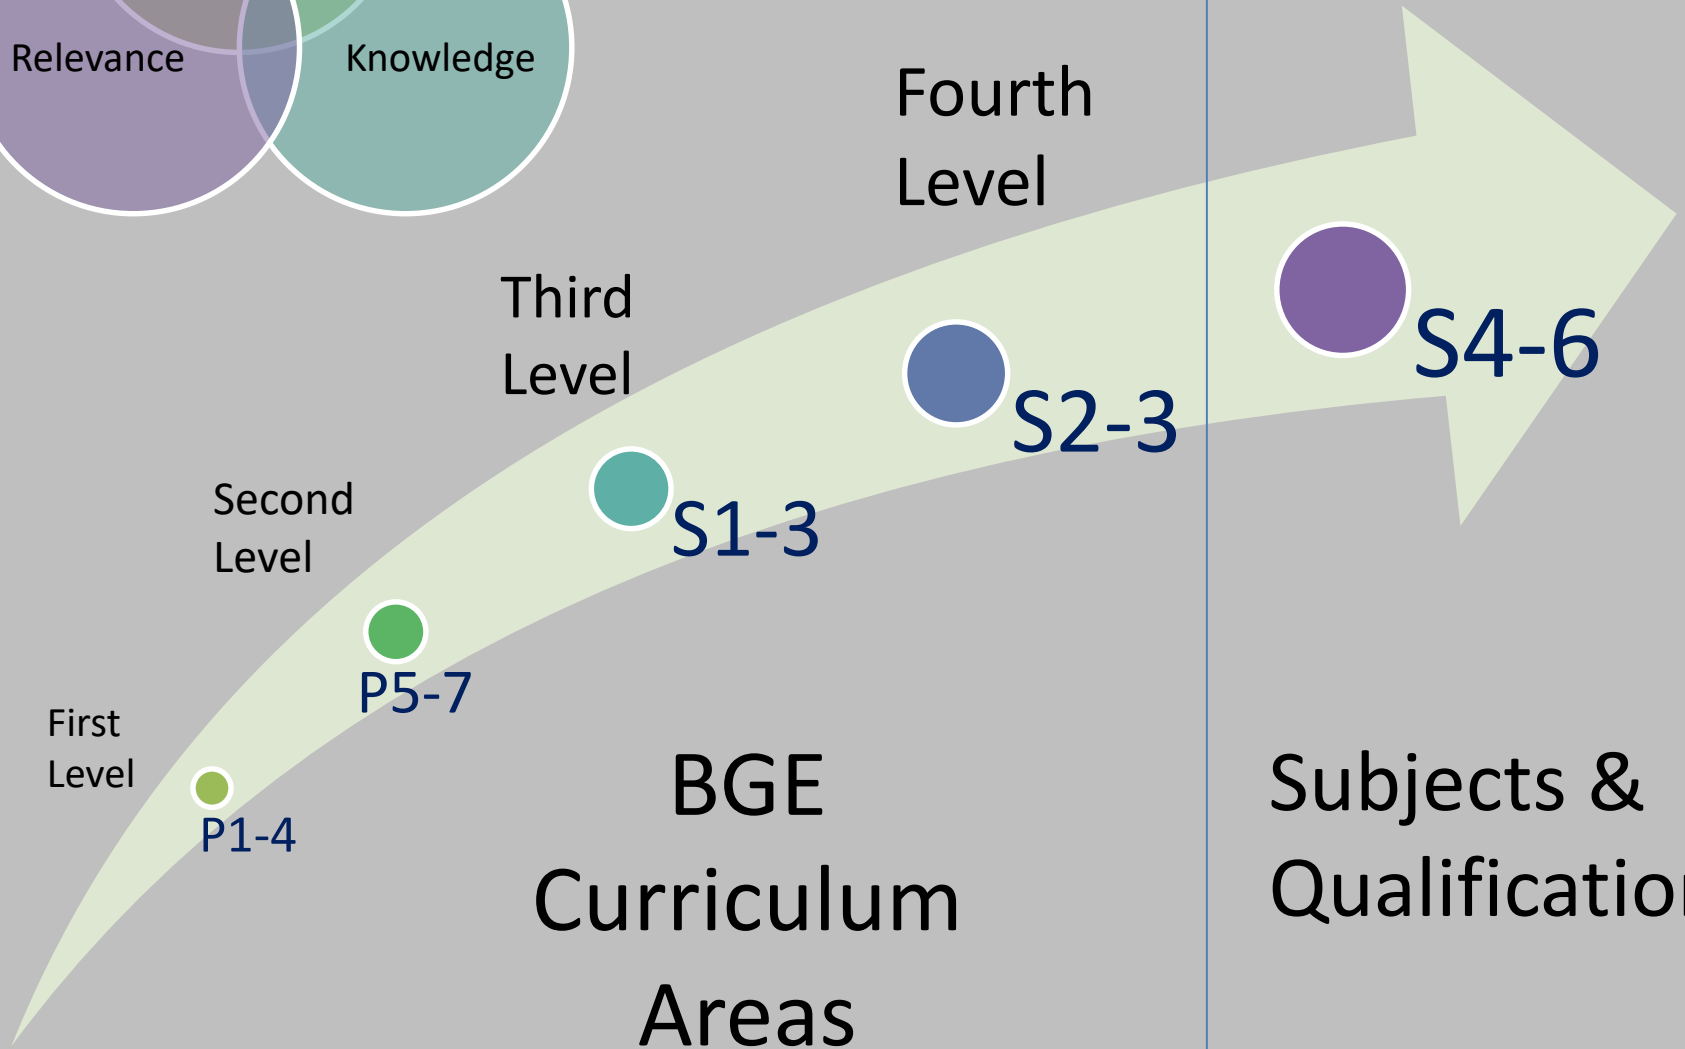 Relevance
Knowledge
Fourth
Level
Third
Level
S4-6
S2-3
Second
Level
S1-3
P5-7
First
Level
P1-4
BGE
Curriculum
Areas
Subjects &
Qualification